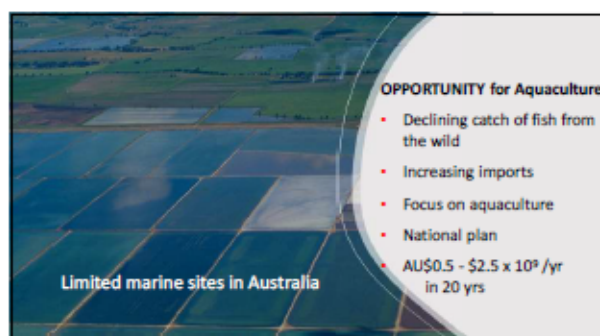 OPPORTUNITY for Aquaculture
• Declining catch of fish from
the wild
• Increasing imports
• Focus on aquaculture
• National plan
• AU$0.5 - $2.5 x 10⁹ /yr
in 20 yrs
Limited marine sites in Australia